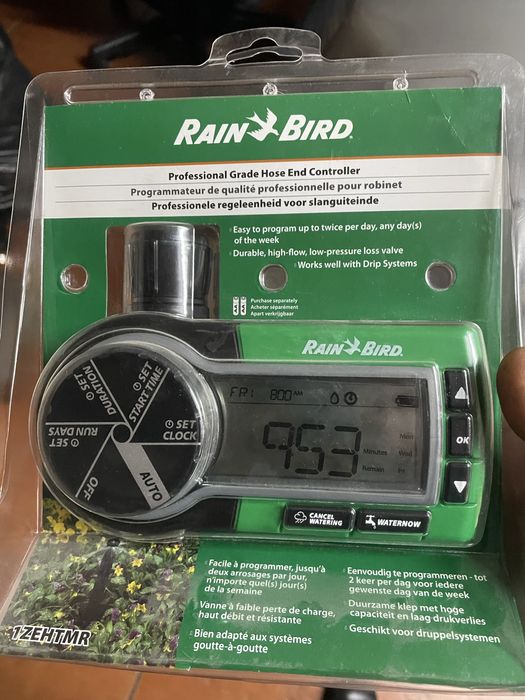 RAIN BIRD.
Professional Grade Hose End Controller
Programmateur de qualité professionnelle pour robinet
Professionele regeleenheid voor slanguiteinde
Easy to program up to twice per day, any day(s)
of the week
Durable, high-flow, low-pressure loss valve
Works well with Drip Systems
Purchase separately
Acheter séparément
Apart verkrijgbaar
RAIN BIRD.
SET
DURATION
SET
START TIME
SET
CLOCK
SET
RUN DAYS
OFF
AUTO
FRI 800 AM
953
Minutes
Remain
Mon
Wed
Fri
OK
CANCEL
WATERING
WATERNOW
Facile à programmer, jusqu'à
deux arrosages par jour,
n'importe quel(s) jour(s)
de la semaine
Vanne à faible perte de charge,
haut débit et résistante
Bien adapté aux systèmes
goutte-à-goutte
Eenvoudig te programmeren - tot
2 keer per dag voor iedere
gewenste dag van de week
Duurzame klep met hoge
capaciteit en laag drukverlies
Geschikt voor druppelsystemen
1ZEHTMR